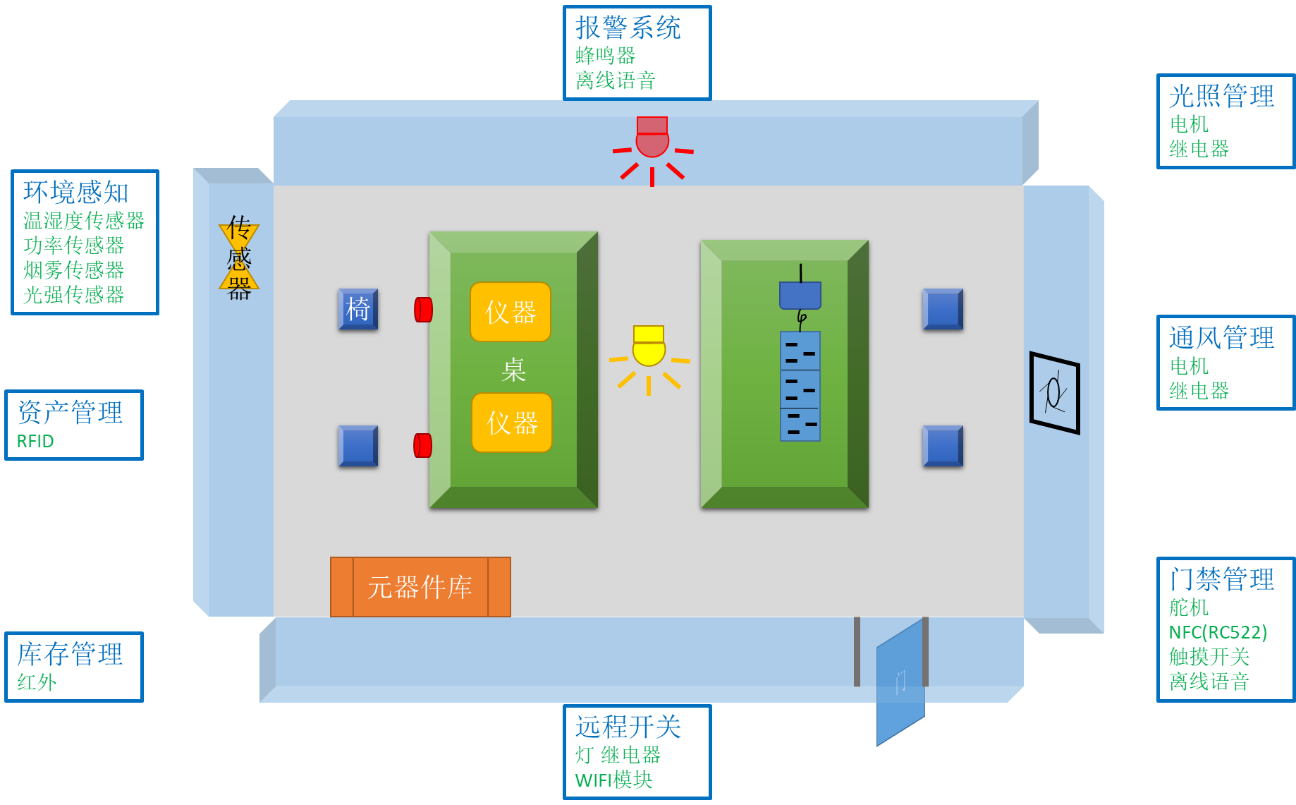 报警系统
蜂鸣器
离线语音
光照管理
电机
继电器
环境感知
温湿度传感器
功率传感器
烟雾传感器
光强传感器
传
感
器
椅
仪器
桌
仪器
通风管理
电机
继电器
资产管理
RFID
元器件库
门禁管理
舵机
NFC(RC522)
触摸开关
离线语音
库存管理
红外
门
远程开关
灯 继电器
WIFI模块